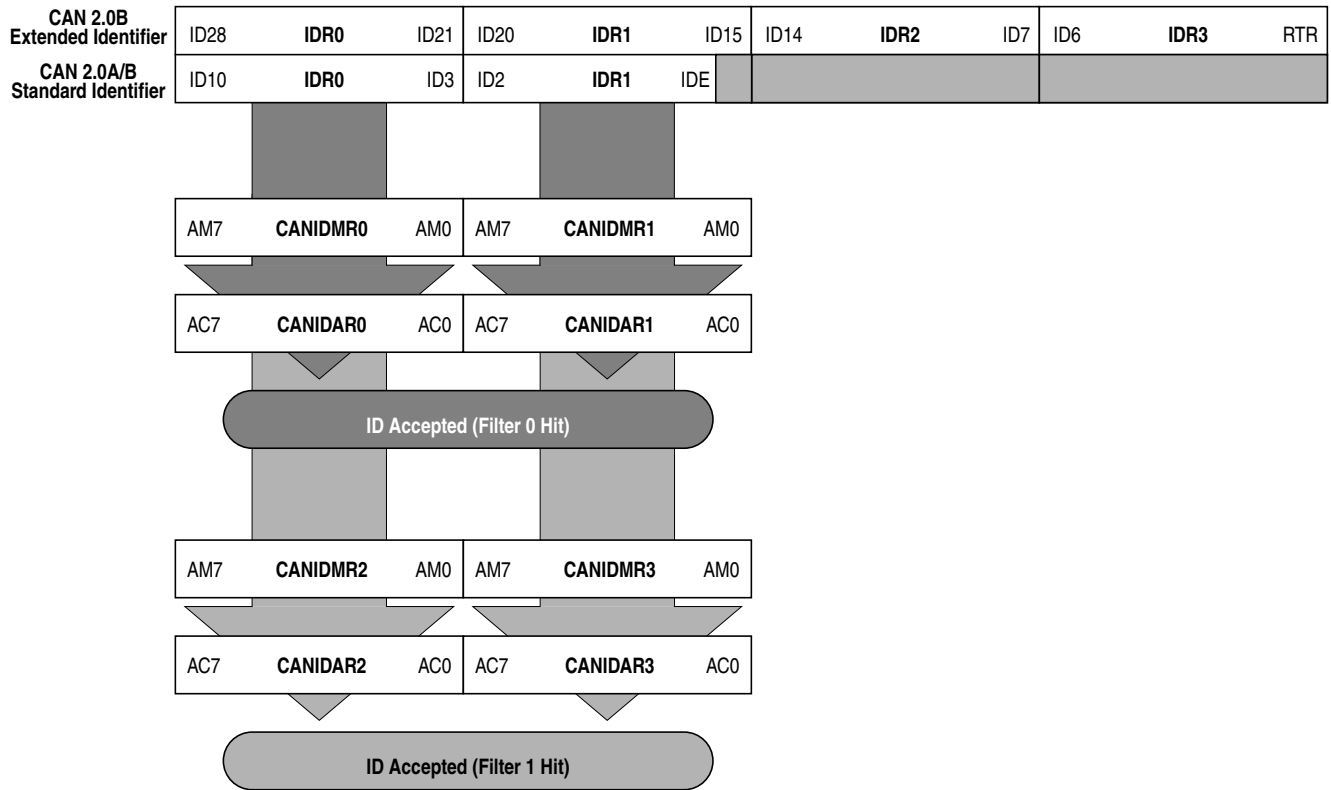 CAN 2.0B
Extended Identifier
ID28 IDR0 ID21 ID20 IDR1 ID15 ID14 IDR2 ID7 ID6 IDR3 RTR
CAN 2.0A/B
Standard Identifier
ID10 IDR0 ID3 ID2 IDR1 IDE
AM7 CANIDMR0 AM0 AM7 CANIDMR1 AM0
AC7 CANIDAR0 AC0 AC7 CANIDAR1 AC0
ID Accepted (Filter 0 Hit)
AM7 CANIDMR2 AM0 AM7 CANIDMR3 AM0
AC7 CANIDAR2 AC0 AC7 CANIDAR3 AC0
ID Accepted (Filter 1 Hit)